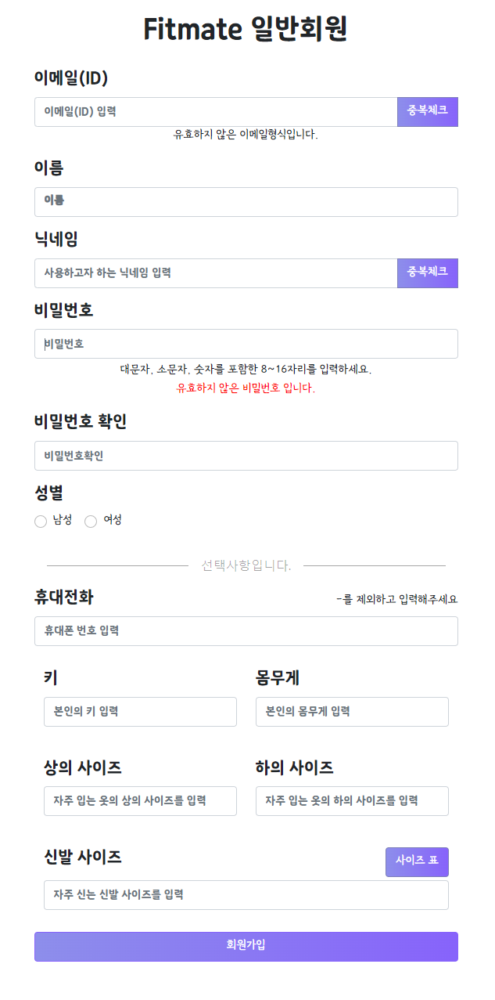 Fitmate 일반회원
이메일(ID)
이메일(ID) 입력 중복체크
유효하지 않은 이메일형식입니다.
이름
이름
닉네임
사용하고자 하는 닉네임 입력 중복체크
비밀번호
비밀번호
대문자, 소문자, 숫자를 포함한 8~16자리를 입력하세요.
유효하지 않은 비밀번호 입니다.
비밀번호 확인
비밀번호확인
성별
남성 여성
선택사항입니다.
휴대전화 -를 제외하고 입력해주세요
휴대폰 번호 입력
키 몸무게
본인의 키 입력 본인의 몸무게 입력
상의 사이즈 하의 사이즈
자주 입는 옷의 상의 사이즈를 입력 자주 입는 옷의 하의 사이즈를 입력
신발 사이즈 사이즈 표
자주 신는 신발 사이즈를 입력
회원가입